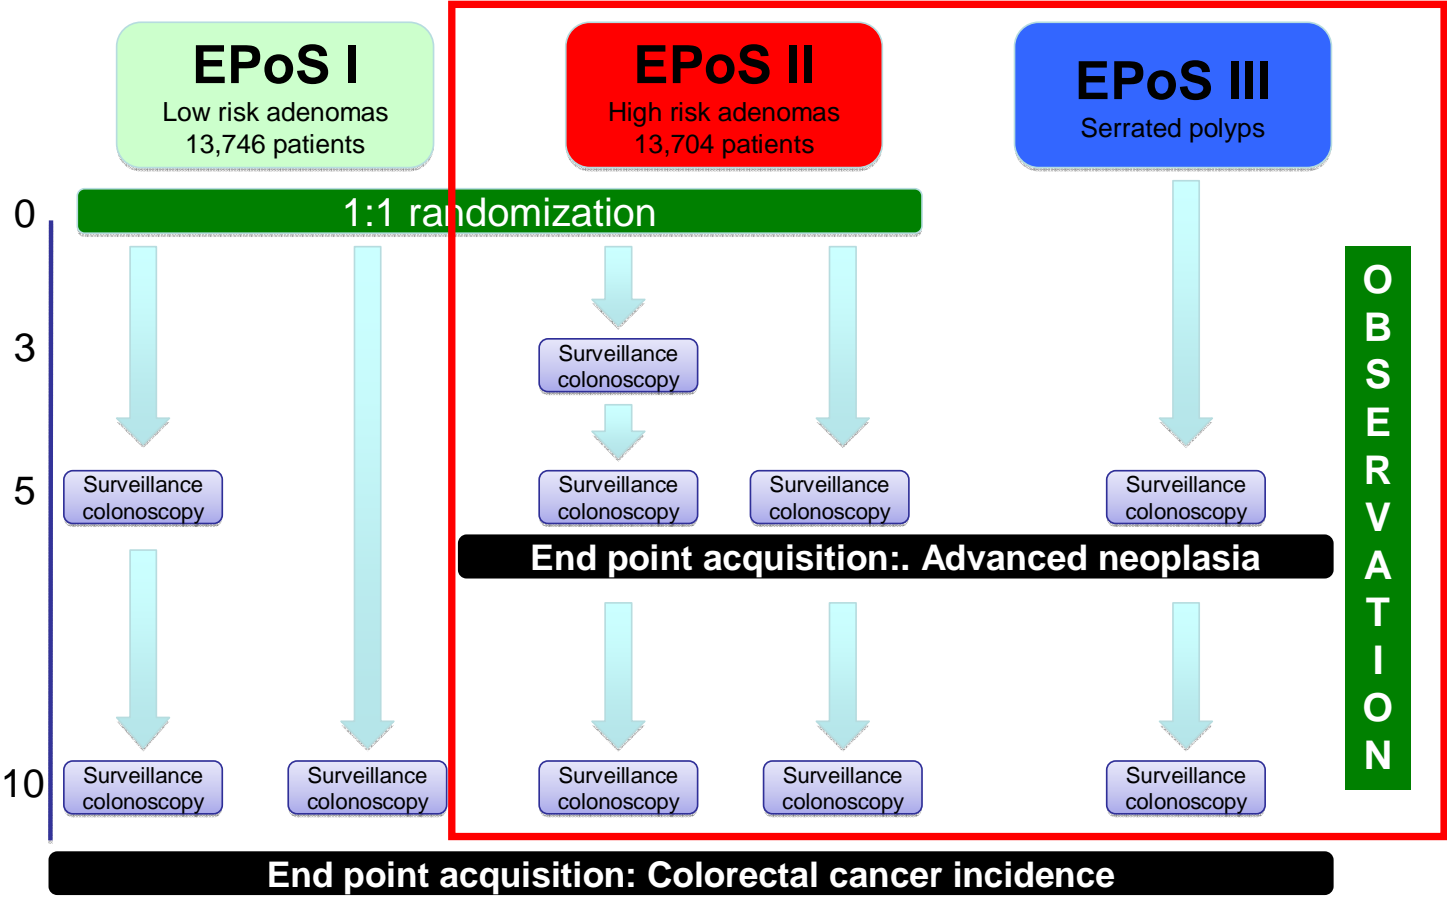 EPoS I
Low risk adenomas
13,746 patients
EPoS II
High risk adenomas
13,704 patients
EPoS III
Serrated polyps
0
1:1 randomization
3
Surveillance
colonoscopy
5
Surveillance
colonoscopy
Surveillance
colonoscopy
Surveillance
colonoscopy
Surveillance
colonoscopy
End point acquisition:. Advanced neoplasia
10
Surveillance
colonoscopy
Surveillance
colonoscopy
Surveillance
colonoscopy
Surveillance
colonoscopy
Surveillance
colonoscopy
O
B
S
E
R
V
A
T
I
O
N
End point acquisition: Colorectal cancer incidence